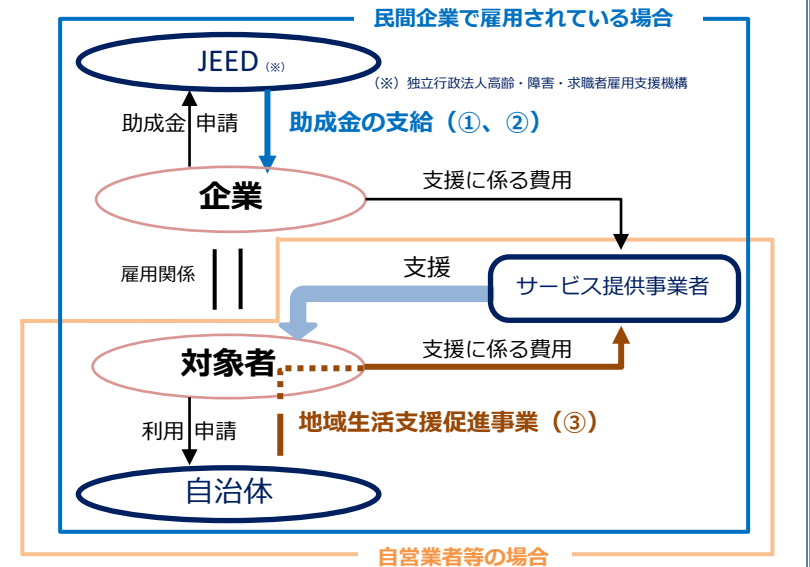 民間企業で雇用されている場合
JEED（※）
（※）独立行政法人高齢・障害・求職者雇用支援機構
助成金 申請
助成金の支給（①、②）
企業
支援に係る費用
雇用関係
支援
サービス提供事業者
対象者
支援に係る費用
利用 申請
地域生活支援促進事業（③）
自治体
自営業者等の場合